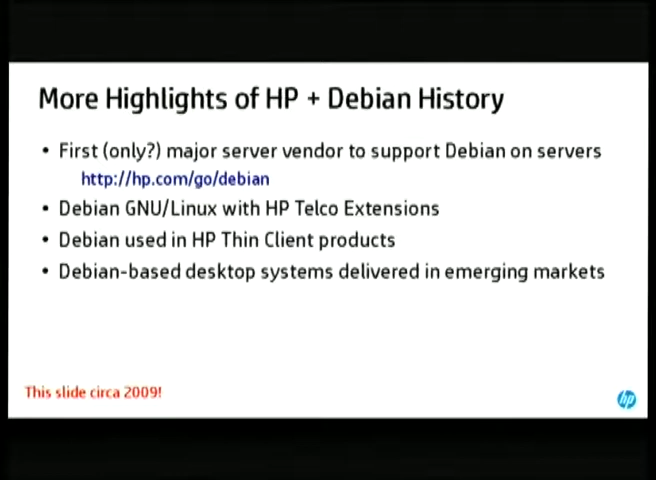 More Highlights of HP + Debian History
• First (only?) major server vendor to support Debian on servers
http://hp.com/go/debian
• Debian GNU/Linux with HP Telco Extensions
• Debian used in HP Thin Client products
• Debian-based desktop systems delivered in emerging markets
This slide circa 2009!
hp